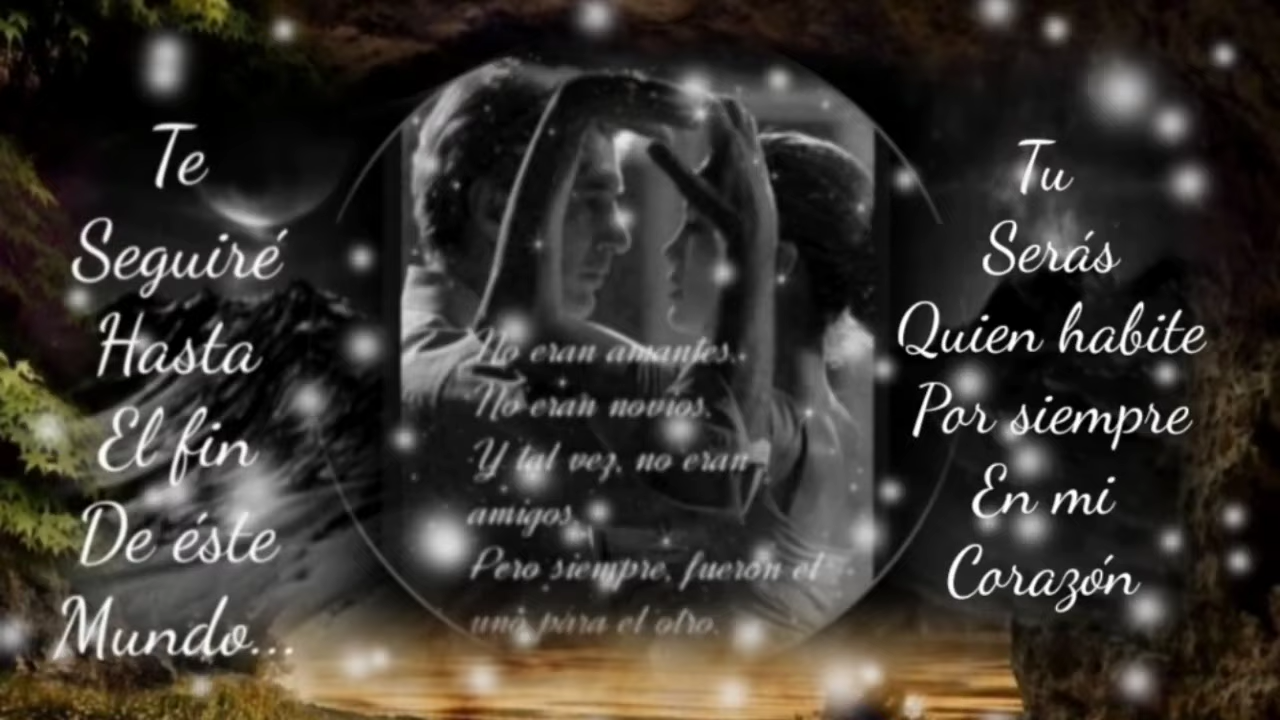 Te
Seguiré
Hasta
El fin
De éste
Mundo...
No eran amantes.
No eran novios.
Y tal vez, no eran
amigos.
Pero siempre, fueron el
uno para el otro.
Tu
Serás
Quien habite
Por siempre
En mi
Corazón